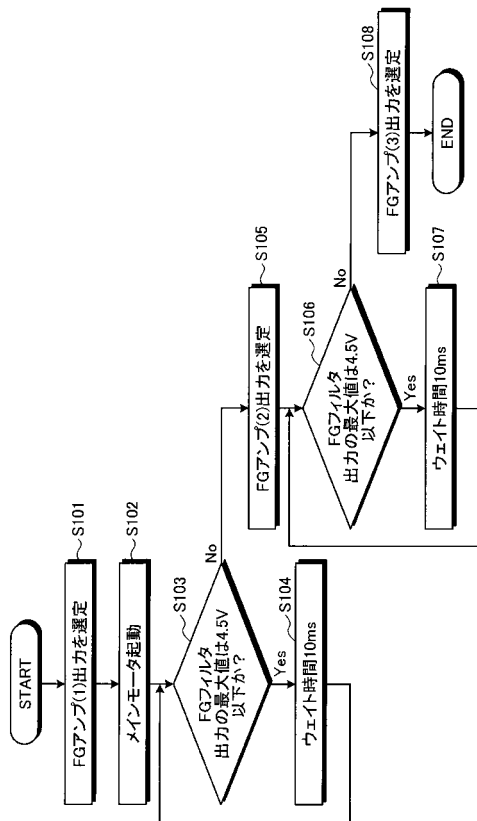 START
S101
FGアンプ(1)出力を選定
S102
メインモータ起動
S103
FGフィルタ
出力の最大値は4.5V
以下か？
No
Yes
S104
ウェイト時間10ms
S105
FGアンプ(2)出力を選定
S106
FGフィルタ
出力の最大値は4.5V
以下か？
No
Yes
S107
ウェイト時間10ms
S108
FGアンプ(3)出力を選定
END